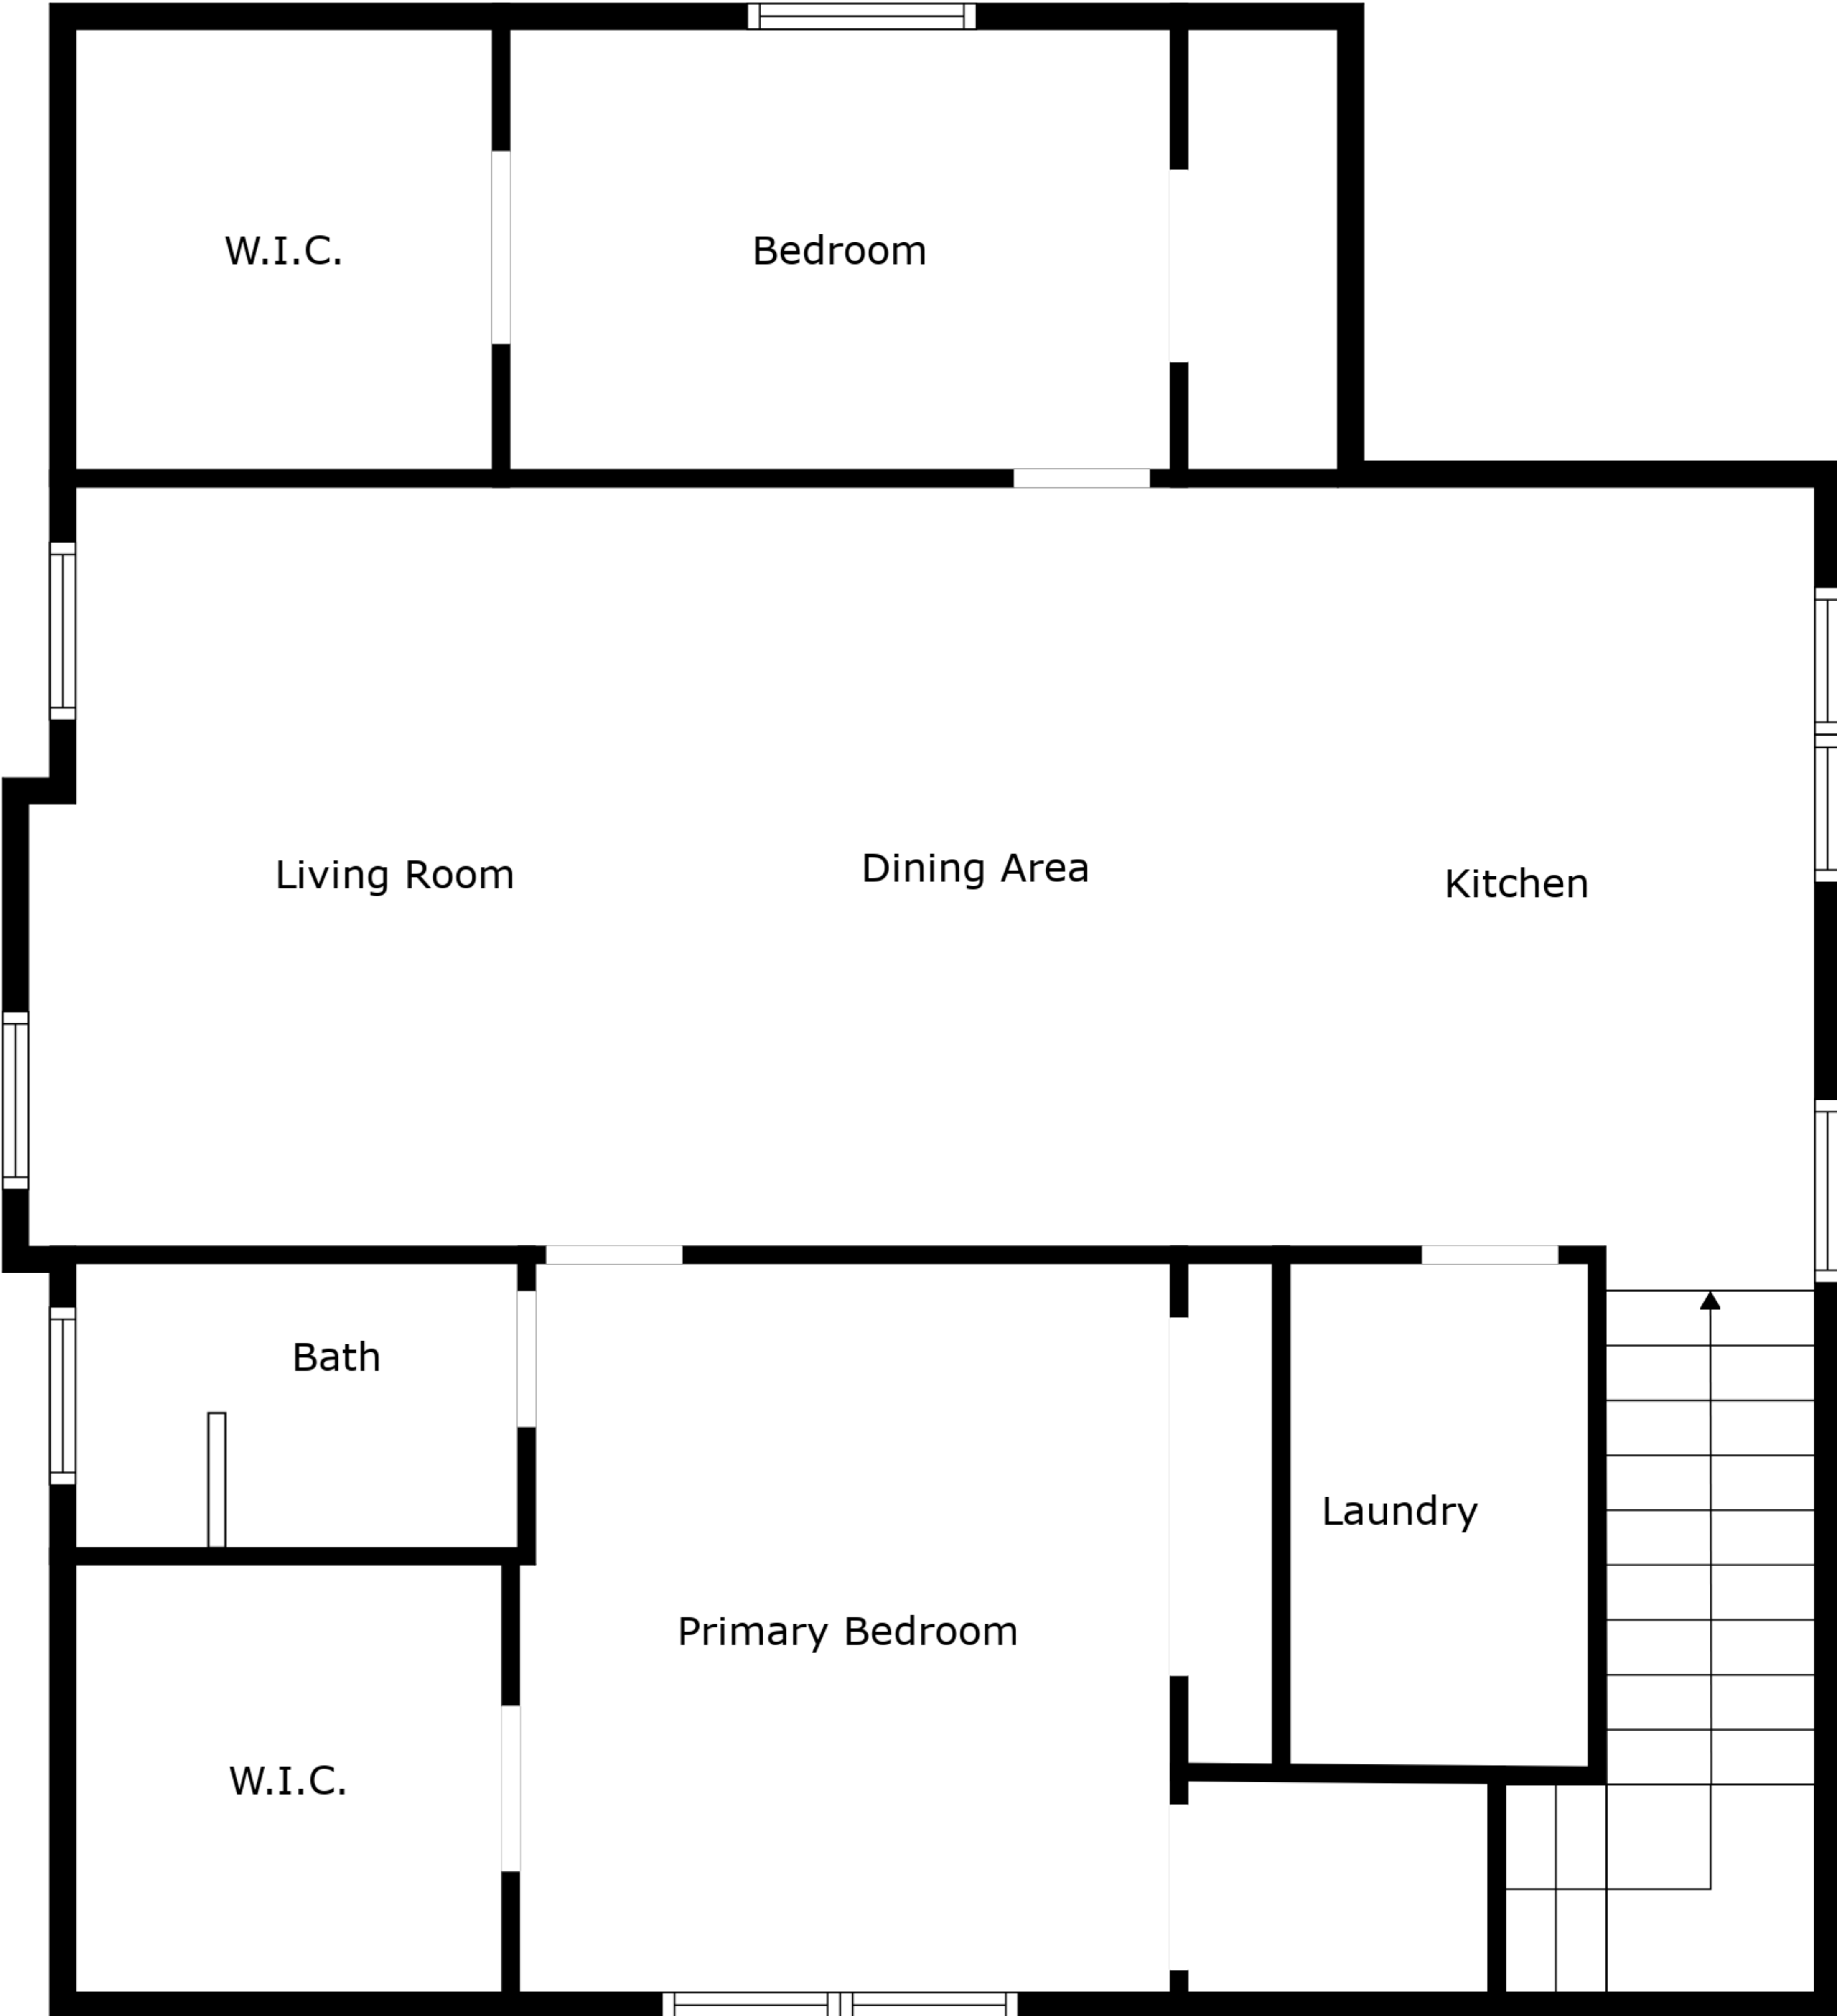 W.I.C.
Bedroom
Living Room
Dining Area
Kitchen
Bath
Laundry
Primary Bedroom
W.I.C.